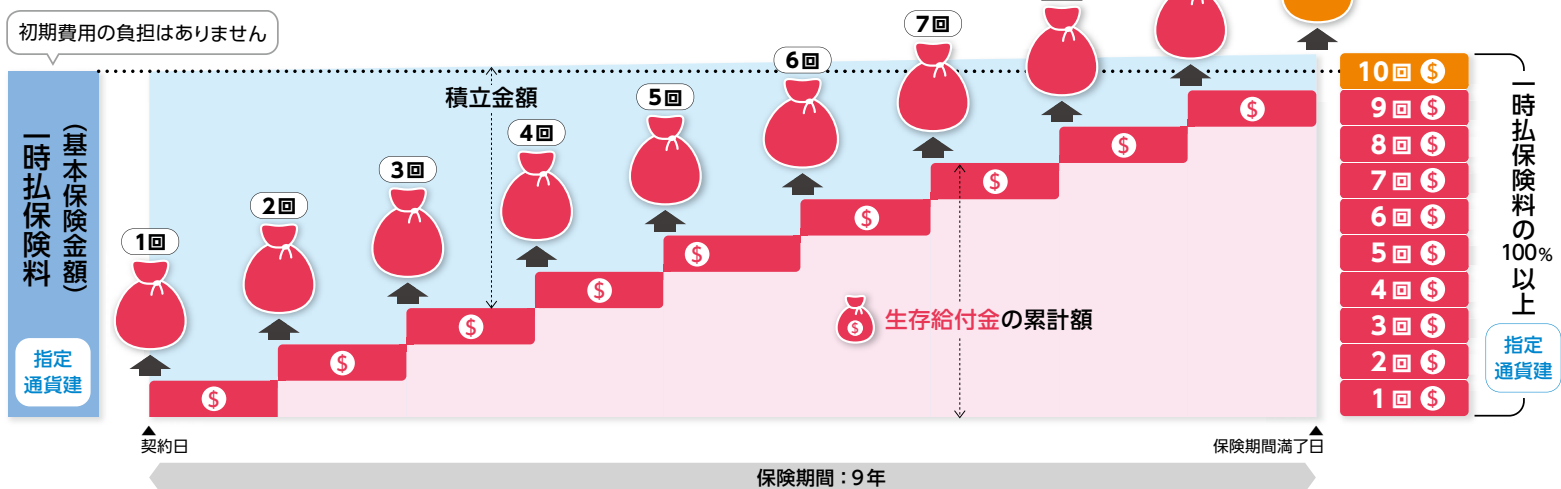 初期費用の負担はありません
一時払保険料
(基本保険金額)
指定
通貨建
積立金額
1回
2回
3回
4回
5回
6回
7回
$
$
$
$
$
$
$
$
$
$ 生存給付金の累計額
10回 $
9回 $
8回 $
7回 $
6回 $
5回 $
4回 $
3回 $
2回 $
1回 $
一時払保険料の100%以上
指定
通貨建
▲
契約日
▲
保険期間満了日
保険期間：9年